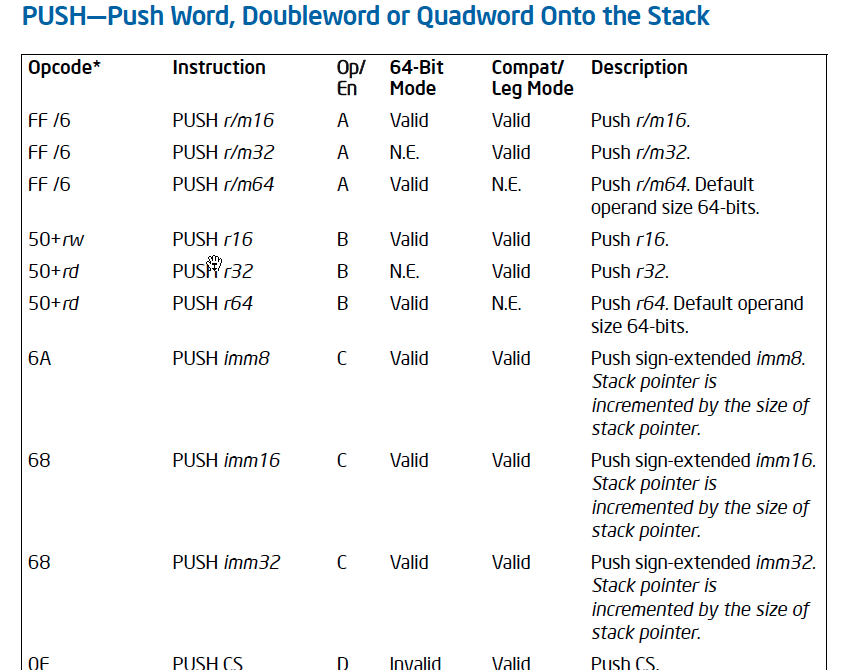 PUSH—Push Word, Doubleword or Quadword Onto the Stack
Opcode* Instruction Op/ 64-Bit Compat/ Description
En Mode Leg Mode
FF /6 PUSH r/m16 A Valid Valid Push r/m16.
FF /6 PUSH r/m32 A N.E. Valid Push r/m32.
FF /6 PUSH r/m64 A Valid N.E. Push r/m64. Default
operand size 64-bits.
50+rw PUSH r16 B Valid Valid Push r16.
50+rd PUSH r32 B N.E. Valid Push r32.
50+rd PUSH r64 B Valid N.E. Push r64. Default operand
size 64-bits.
6A PUSH imm8 C Valid Valid Push sign-extended imm8.
Stack pointer is
incremented by the size of
stack pointer.
68 PUSH imm16 C Valid Valid Push sign-extended imm16.
Stack pointer is
incremented by the size of
stack pointer.
68 PUSH imm32 C Valid Valid Push sign-extended imm32.
Stack pointer is
incremented by the size of
stack pointer.
0E PUSH CS D Invalid Valid Push CS.